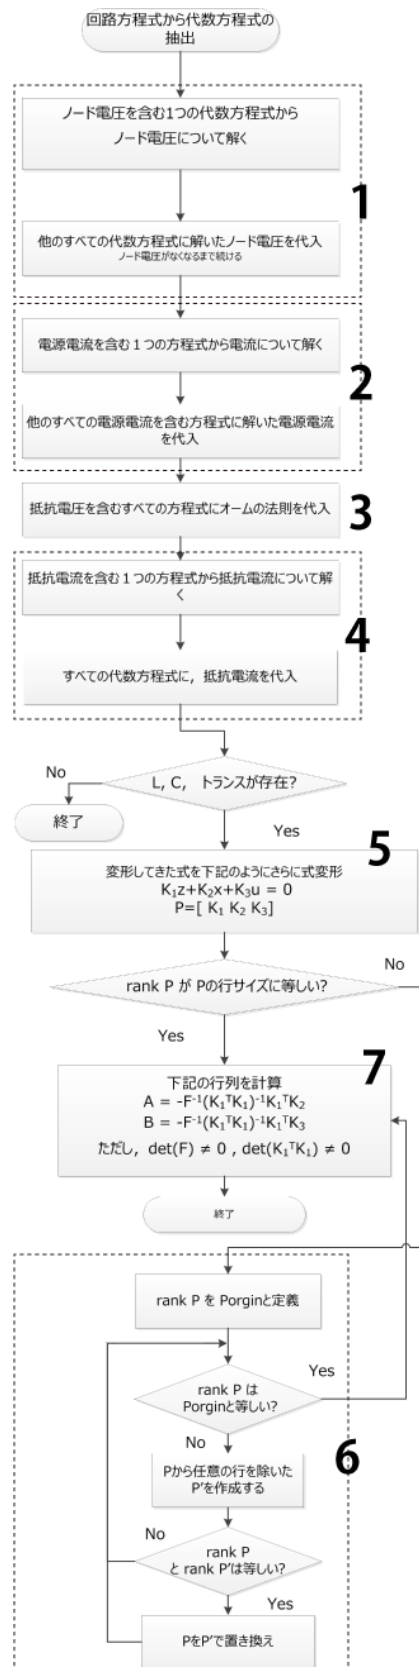 回路方程式から代数方程式の
抽出
ノード電圧を含む1つの代数方程式から
ノード電圧について解く
1
他のすべての代数方程式に解いたノード電圧を代入
ノード電圧がなくなるまで続ける
電源電流を含む1つの方程式から電流について解く
2
他のすべての電源電流を含む方程式に解いた電源電流
を代入
抵抗電圧を含むすべての方程式にオームの法則を代入
3
抵抗電流を含む1つの方程式から抵抗電流について解
く
4
すべての代数方程式に，抵抗電流を代入
L, C, トランスが存在?
No
終了
Yes
5
変形してきた式を下記のようにさらに式変形
K₁z+K₂x+K₃u = 0
P=[ K₁ K₂ K₃]
rank P が Pの行サイズに等しい?
No
Yes
7
下記の行列を計算
A = -F⁻¹(K₁ᵀK₁)⁻¹K₁ᵀK₂
B = -F⁻¹(K₁ᵀK₁)⁻¹K₁ᵀK₃
ただし，det(F) ≠ 0 , det(K₁ᵀK₁) ≠ 0
終了
rank P を Porginと定義
rank P は
Porginと等しい?
Yes
No
6
Pから任意の行を除いた
P'を作成する
No
rank P
と rank P'は等しい?
Yes
PをP'で置き換え